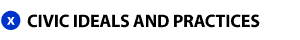 X CIVIC IDEALS AND PRACTICES